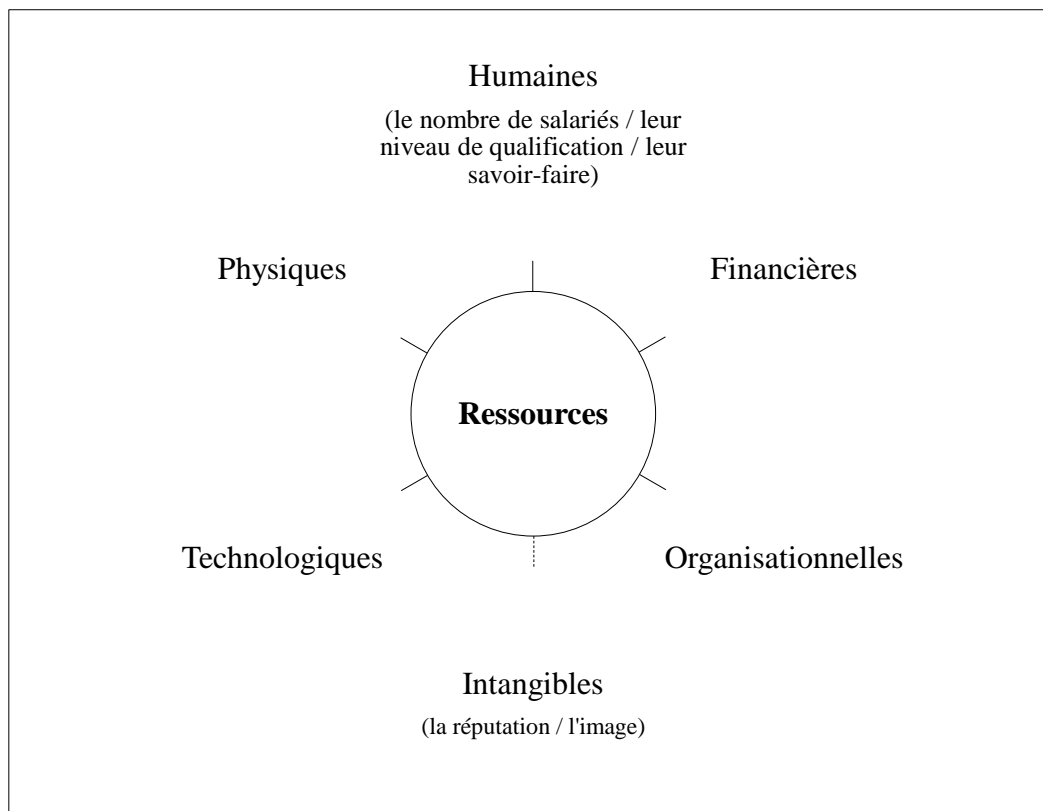 Humaines
(le nombre de salariés / leur
niveau de qualification / leur
savoir-faire)
Physiques
Financières
Ressources
Technologiques
Organisationnelles
Intangibles
(la réputation / l'image)